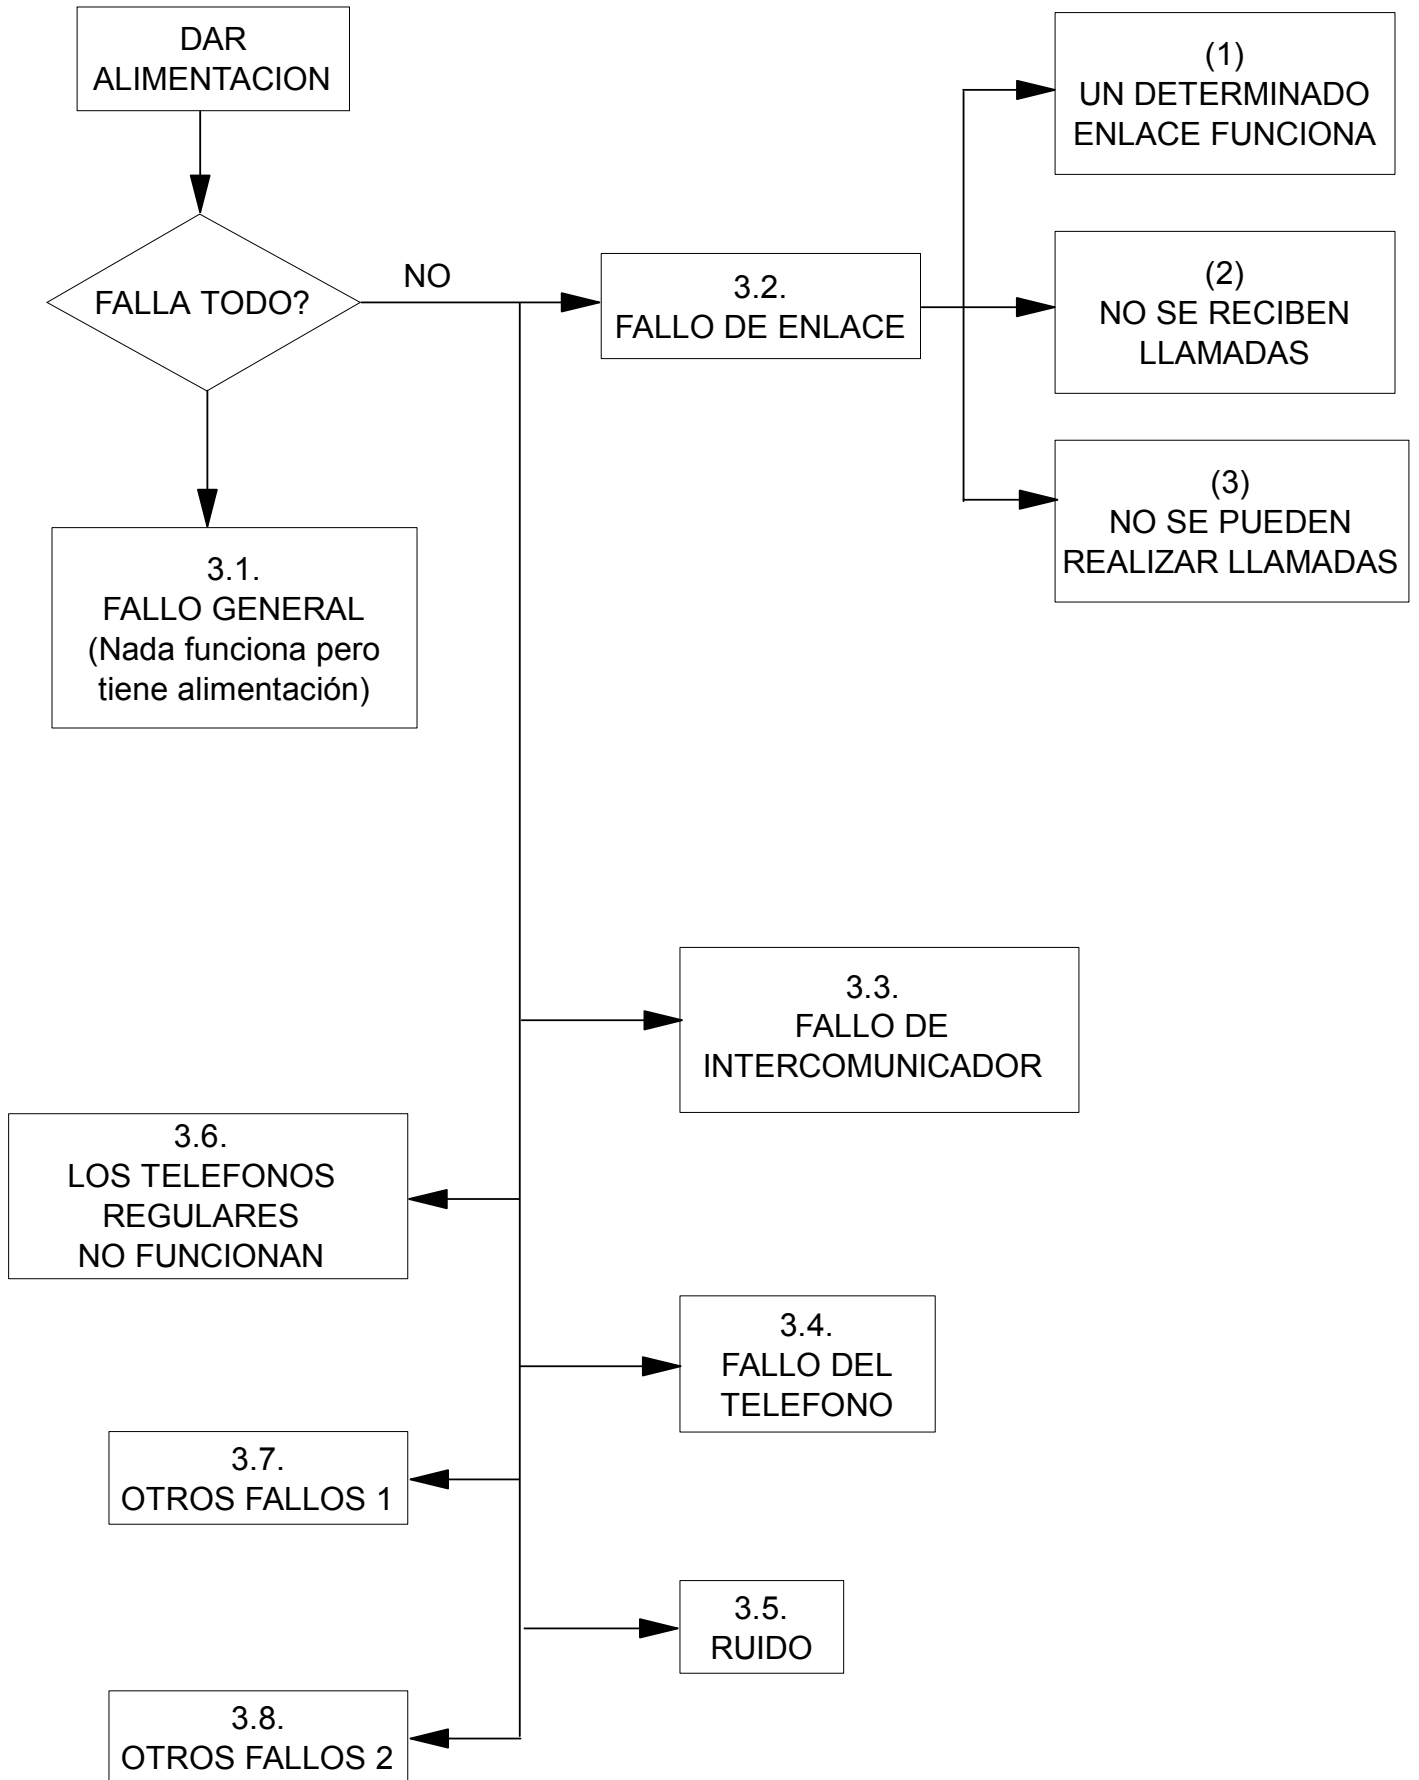 DAR
ALIMENTACION
FALLA TODO?
NO
3.2.
FALLO DE ENLACE
(1)
UN DETERMINADO
ENLACE FUNCIONA
(2)
NO SE RECIBEN
LLAMADAS
(3)
NO SE PUEDEN
REALIZAR LLAMADAS
3.1.
FALLO GENERAL
(Nada funciona pero
tiene alimentación)
3.3.
FALLO DE
INTERCOMUNICADOR
3.6.
LOS TELEFONOS
REGULARES
NO FUNCIONAN
3.4.
FALLO DEL
TELEFONO
3.7.
OTROS FALLOS 1
3.5.
RUIDO
3.8.
OTROS FALLOS 2